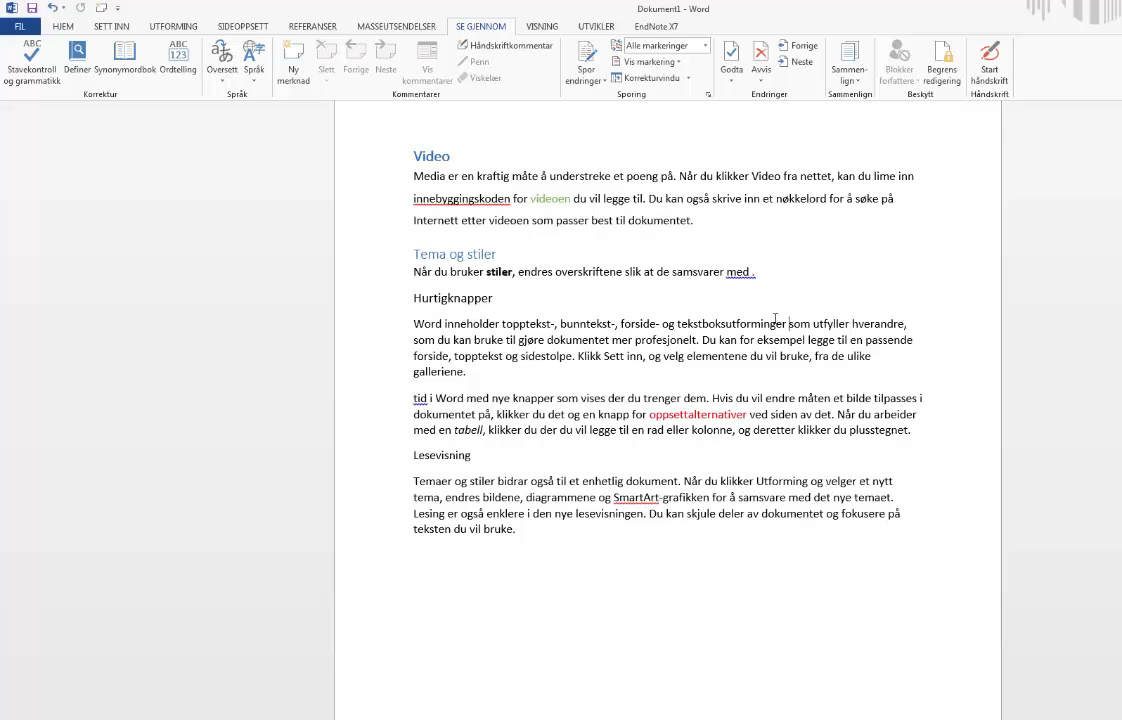 Dokument1 - Word
FIL HJEM SETT INN UTFORMING SIDEOPPSETT REFERANSER MASSEUTSENDELSER SE GJENNOM VISNING UTVIKLER EndNote X7
ABC
Stavekontroll og grammatikk
Definer
Synonymordbok
ABC
123
Ordtelling
Korrektur
Oversett
Språk
Språk
Ny merknad
Slett
Forrige
Neste
Vis kommentarer
Håndskriftkommentar
Penn
Viskelær
Kommentarer
Spor endringer
Alle markeringer
Vis markering
Korrekturvindu
Sporing
Godta
Avvis
Forrige
Neste
Endringer
Sammen-
lign
Sammenlign
Blokker forfattere
Begrens redigering
Beskytt
Start håndskrift
Håndskrift
Video
Media er en kraftig måte å understreke et poeng på. Når du klikker Video fra nettet, kan du lime inn
innebyggingskoden for videoen du vil legge til. Du kan også skrive inn et nøkkelord for å søke på
Internett etter videoen som passer best til dokumentet.
Tema og stiler
Når du bruker stiler, endres overskriftene slik at de samsvarer med .
Hurtigknapper
Word inneholder topptekst-, bunntekst-, forside- og tekstboksutforminger som utfyller hverandre,
som du kan bruke til gjøre dokumentet mer profesjonelt. Du kan for eksempel legge til en passende
forside, topptekst og sidestolpe. Klikk Sett inn, og velg elementene du vil bruke, fra de ulike
galleriene.
tid i Word med nye knapper som vises der du trenger dem. Hvis du vil endre måten et bilde tilpasses i
dokumentet på, klikker du det og en knapp for oppsettalternativer ved siden av det. Når du arbeider
med en tabell, klikker du der du vil legge til en rad eller kolonne, og deretter klikker du plusstegnet.
Lesevisning
Temaer og stiler bidrar også til et enhetlig dokument. Når du klikker Utforming og velger et nytt
tema, endres bildene, diagrammene og SmartArt-grafikken for å samsvare med det nye temaet.
Lesing er også enklere i den nye lesevisningen. Du kan skjule deler av dokumentet og fokusere på
teksten du vil bruke.